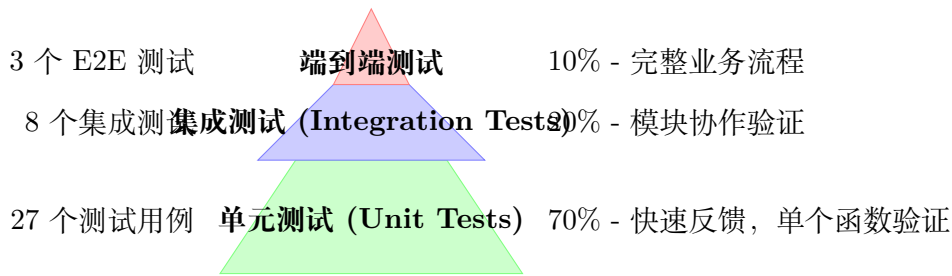 3 个 E2E 测试 端到端测试 10% - 完整业务流程
8 个集成测试 集成测试 (Integration Tests) 20% - 模块协作验证
27 个测试用例 单元测试 (Unit Tests) 70% - 快速反馈，单个函数验证